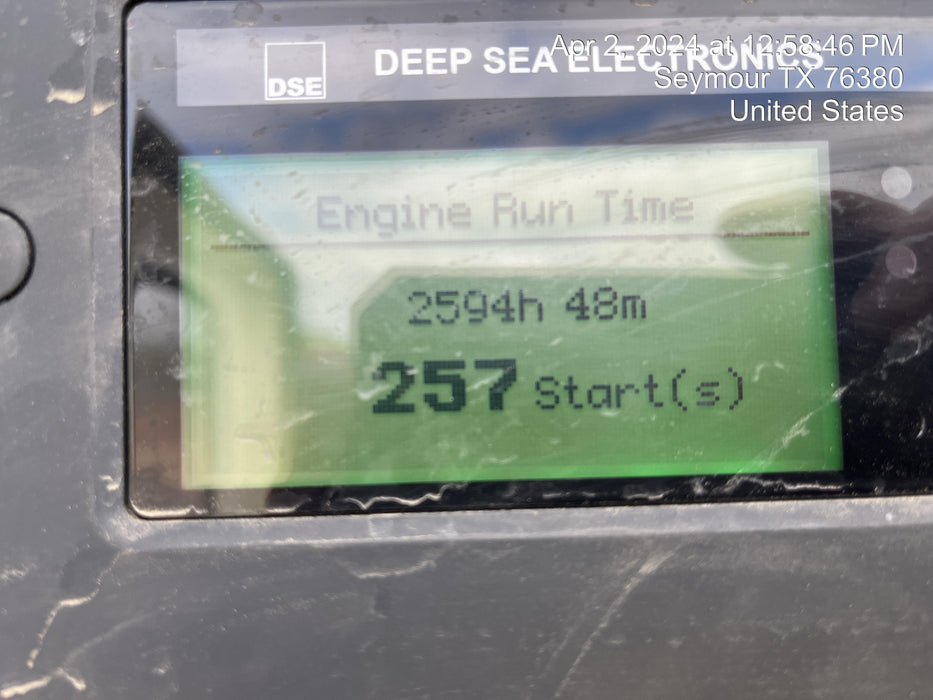 DSE
DEEP SEA ELECTRONICS
Apr 2, 2024 at 12:58:46 PM
Seymour TX 76380
United States
Engine Run Time
2594h 48m
257 Start(s)